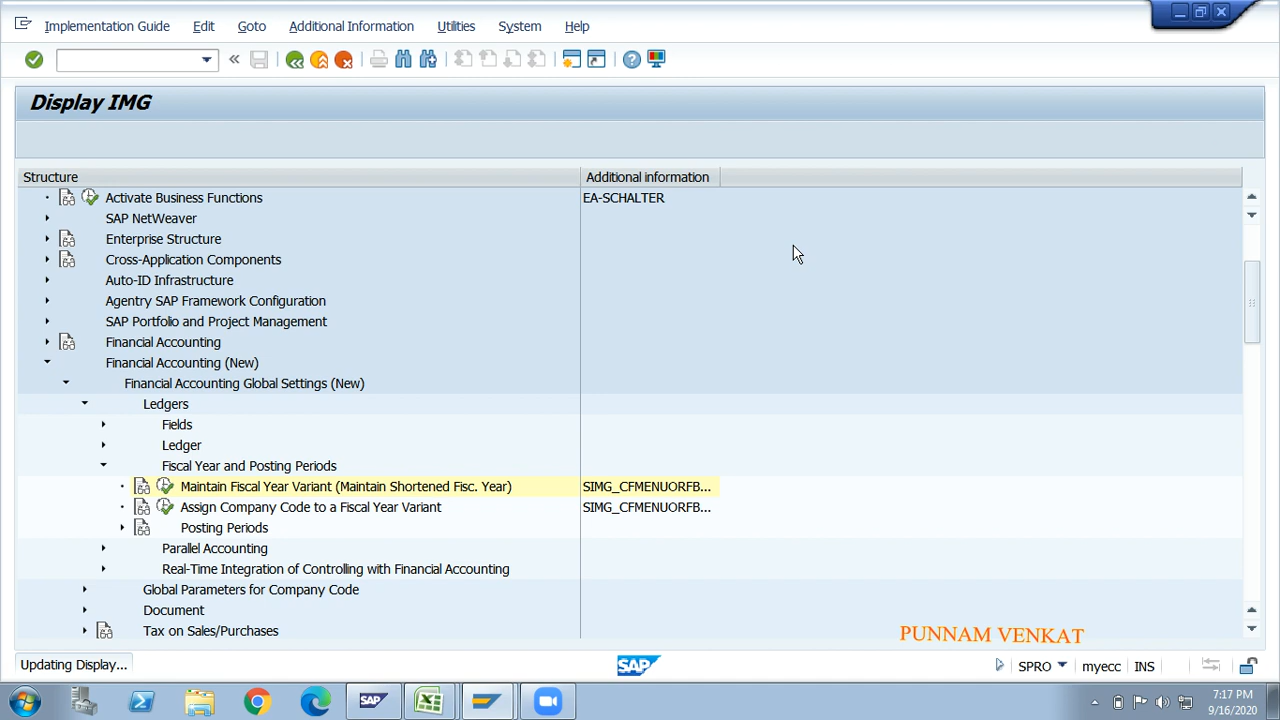 Implementation Guide Edit Goto Additional Information Utilities System Help
Display IMG
Structure Additional information
Activate Business Functions EA-SCHALTER
SAP NetWeaver
Enterprise Structure
Cross-Application Components
Auto-ID Infrastructure
Agentry SAP Framework Configuration
SAP Portfolio and Project Management
Financial Accounting
Financial Accounting (New)
Financial Accounting Global Settings (New)
Ledgers
Fields
Ledger
Fiscal Year and Posting Periods
Maintain Fiscal Year Variant (Maintain Shortened Fisc. Year) SIMG_CFMENUORFB...
Assign Company Code to a Fiscal Year Variant SIMG_CFMENUORFB...
Posting Periods
Parallel Accounting
Real-Time Integration of Controlling with Financial Accounting
Global Parameters for Company Code
Document
Tax on Sales/Purchases
PUNNAM VENKAT
Updating Display... SAP SPRO myecc INS
SAP
7:17 PM
9/16/2020